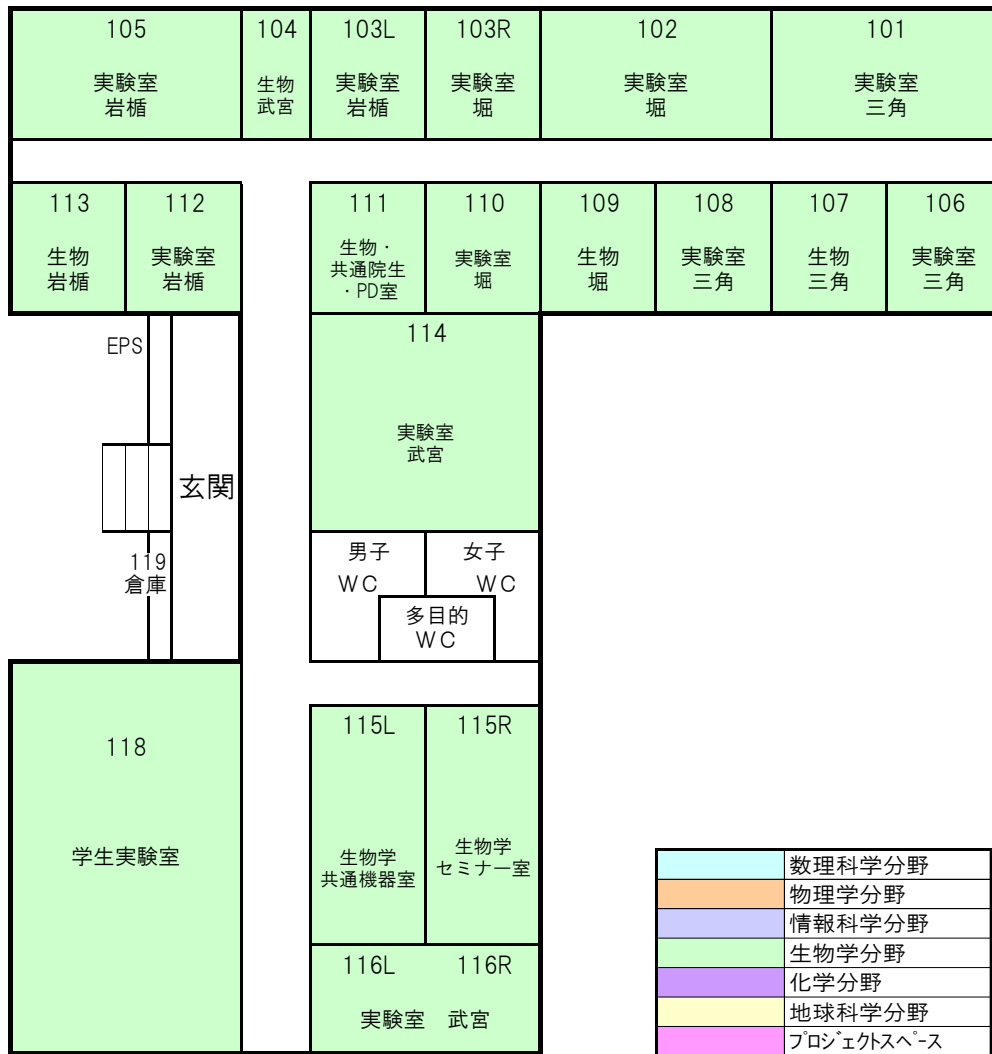 105
実験室
岩楯
104
生物
武宮
103L
実験室
岩楯
103R
実験室
堀
102
実験室
堀
101
実験室
三角
113
生物
岩楯
112
実験室
岩楯
111
生物・
共通院生
・PD室
110
実験室
堀
109
生物
堀
108
実験室
三角
107
生物
三角
106
実験室
三角
EPS
玄関
119
倉庫
114
実験室
武宮
男子
WC
女子
WC
多目的
WC
118
学生実験室
115L
生物学
共通機器室
115R
生物学
セミナー室
116L 116R
実験室 武宮
数理科学分野
物理学分野
情報科学分野
生物学分野
化学分野
地球科学分野
プロジェクトスペース